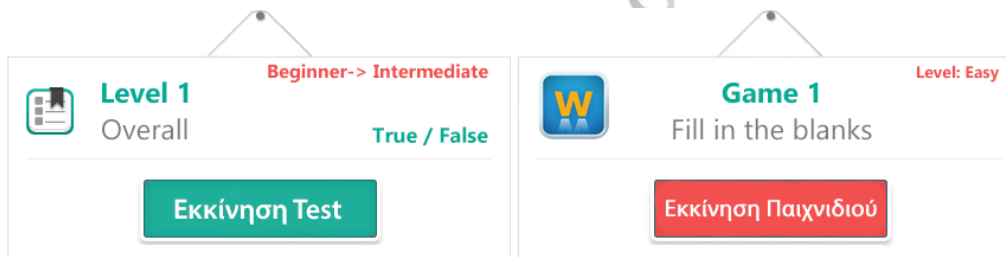 Beginner-> Intermediate
Level 1
Overall
True / False
Εκκίνηση Test
Level: Easy
W
Game 1
Fill in the blanks
Εκκίνηση Παιχνιδιού